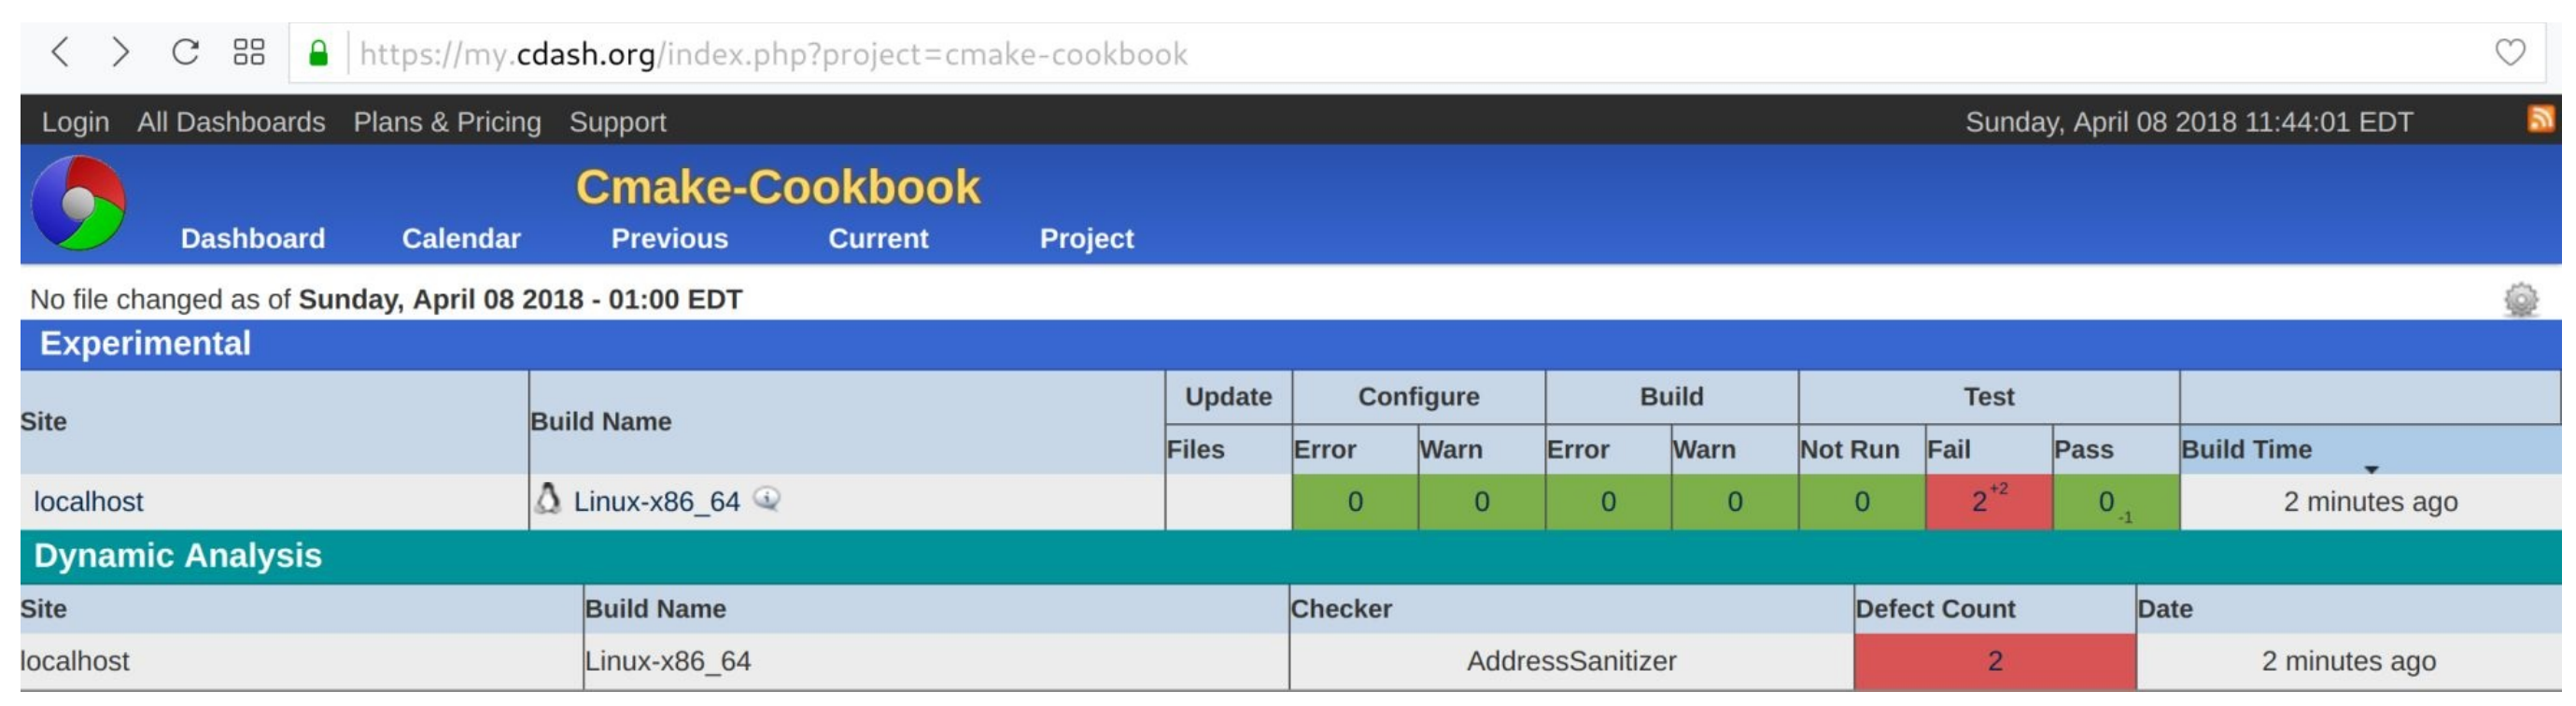 https://my.cdash.org/index.php?project=cmake-cookbook
Login All Dashboards Plans & Pricing Support Sunday, April 08 2018 11:44:01 EDT
Cmake-Cookbook
Dashboard Calendar Previous Current Project
No file changed as of Sunday, April 08 2018 - 01:00 EDT
Experimental
Site Build Name Update Configure Build Test
Files Error Warn Error Warn Not Run Fail Pass Build Time
localhost Linux-x86_64 0 0 0 0 0 2 +2 0 -1 2 minutes ago
Dynamic Analysis
Site Build Name Checker Defect Count Date
localhost Linux-x86_64 AddressSanitizer 2 2 minutes ago